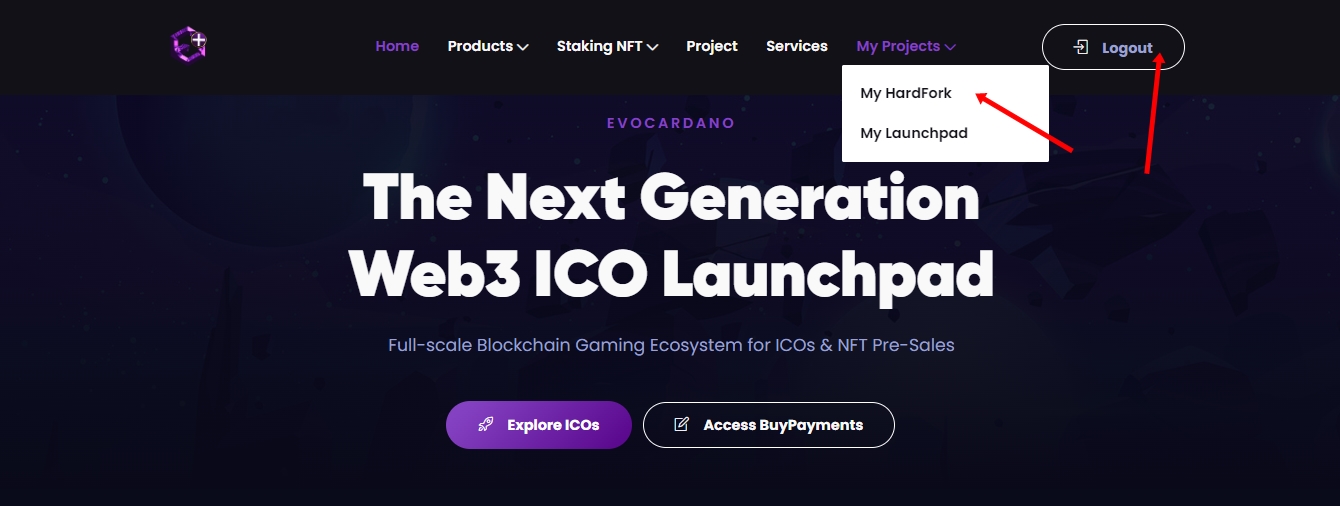 Home Products Staking NFT Project Services My Projects Logout
My HardFork
My Launchpad
EVOCARDANO
The Next Generation
Web3 ICO Launchpad
Full-scale Blockchain Gaming Ecosystem for ICOs & NFT Pre-Sales
Explore ICOs Access BuyPayments